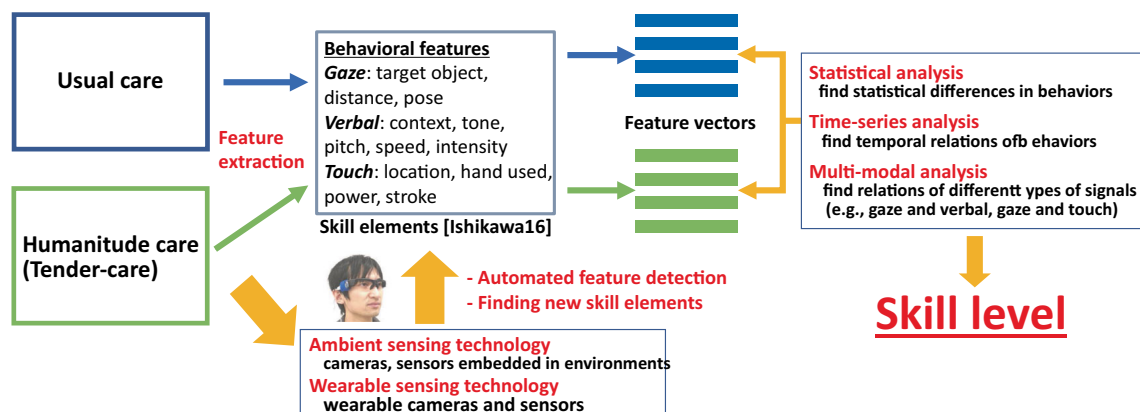 Usual care
Humanitude care
(Tender-care)
Feature
extraction
Behavioral features
Gaze: target object,
distance, pose
Verbal: context, tone,
pitch, speed, intensity
Touch: location, hand used,
power, stroke
Skill elements [Ishikawa16]
- Automated feature detection
- Finding new skill elements
Ambient sensing technology
cameras, sensors embedded in environments
Wearable sensing technology
wearable cameras and sensors
Feature vectors
Statistical analysis
find statistical differences in behaviors
Time-series analysis
find temporal relations ofb ehaviors
Multi-modal analysis
find relations of differentt types of signals
(e.g., gaze and verbal, gaze and touch)
Skill level